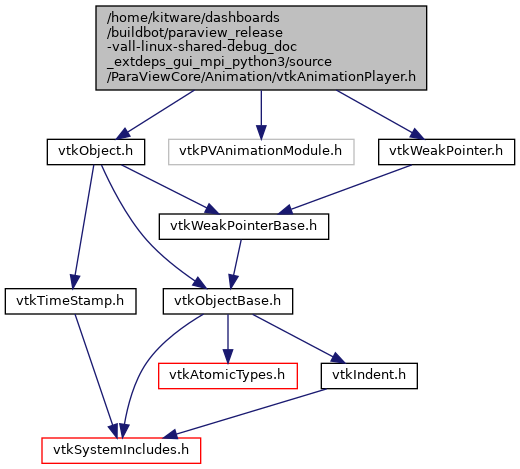 /home/kitware/dashboards
/buildbot/paraview_release
-vall-linux-shared-debug_doc
_extdeps_gui_mpi_python3/source
/ParaViewCore/Animation/vtkAnimationPlayer.h
vtkObject.h
vtkPVAnimationModule.h
vtkWeakPointer.h
vtkWeakPointerBase.h
vtkTimeStamp.h
vtkObjectBase.h
vtkAtomicTypes.h
vtkIndent.h
vtkSystemIncludes.h